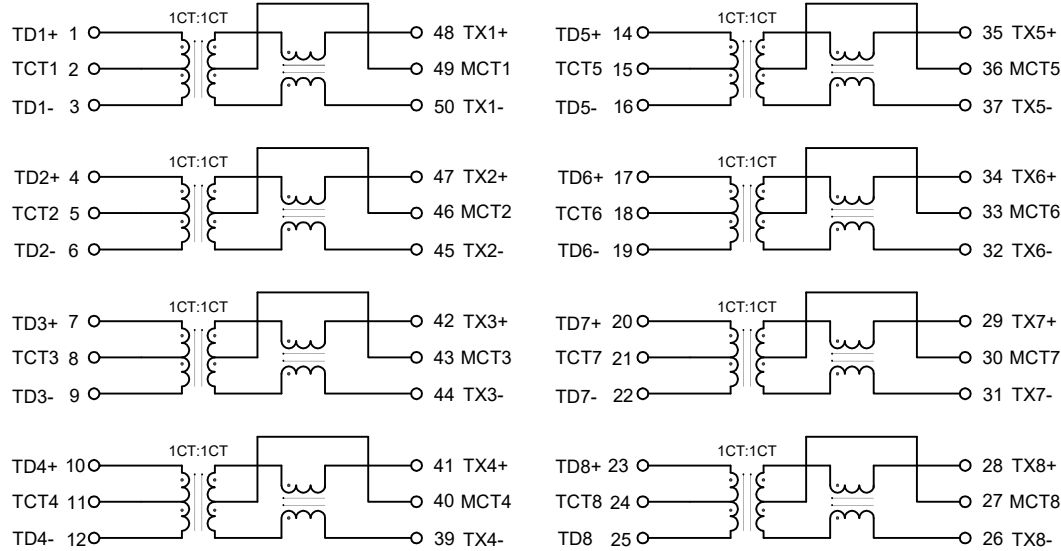 1CT:1CT
TD1+ 1
48 TX1+
TCT1 2
49 MCT1
TD1- 3
50 TX1-
1CT:1CT
TD5+ 14
35 TX5+
TCT5 15
36 MCT5
TD5- 16
37 TX5-
1CT:1CT
TD2+ 4
47 TX2+
TCT2 5
46 MCT2
TD2- 6
45 TX2-
1CT:1CT
TD6+ 17
34 TX6+
TCT6 18
33 MCT6
TD6- 19
32 TX6-
1CT:1CT
TD3+ 7
42 TX3+
TCT3 8
43 MCT3
TD3- 9
44 TX3-
1CT:1CT
TD7+ 20
29 TX7+
TCT7 21
30 MCT7
TD7- 22
31 TX7-
1CT:1CT
TD4+ 10
41 TX4+
TCT4 11
40 MCT4
TD4- 12
39 TX4-
1CT:1CT
TD8+ 23
28 TX8+
TCT8 24
27 MCT8
TD8 25
26 TX8-